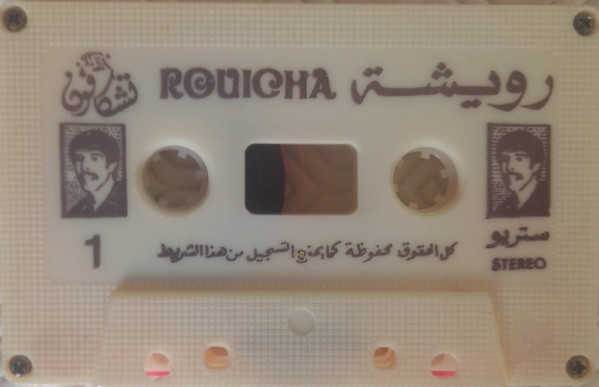 ROUICHA رويشة
1
ستريو
STEREO
كل الحقوق محفوظة كما يمنع التسجيل من هذا الشريط